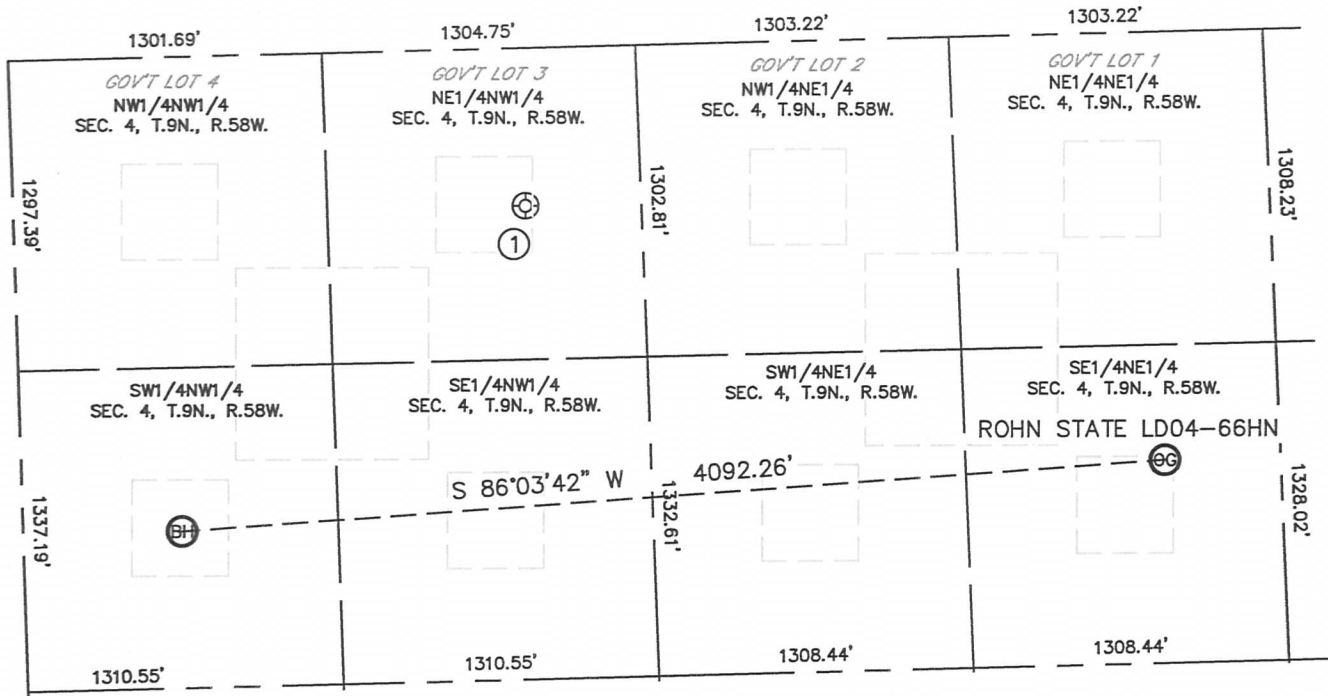 1301.69'
1304.75'
1303.22'
1303.22'
GOV'T LOT 4
NW1/4NW1/4
SEC. 4, T.9N., R.58W.
GOV'T LOT 3
NE1/4NW1/4
SEC. 4, T.9N., R.58W.
GOV'T LOT 2
NW1/4NE1/4
SEC. 4, T.9N., R.58W.
GOV'T LOT 1
NE1/4NE1/4
SEC. 4, T.9N., R.58W.
1297.39'
1
1302.81'
1308.23'
SW1/4NW1/4
SEC. 4, T.9N., R.58W.
SE1/4NW1/4
SEC. 4, T.9N., R.58W.
SW1/4NE1/4
SEC. 4, T.9N., R.58W.
SE1/4NE1/4
SEC. 4, T.9N., R.58W.
ROHN STATE LD04-66HN
OG
S 86°03'42" W 4092.26'
BH
1337.19'
1332.61'
1328.02'
1310.55'
1310.55'
1308.44'
1308.44'